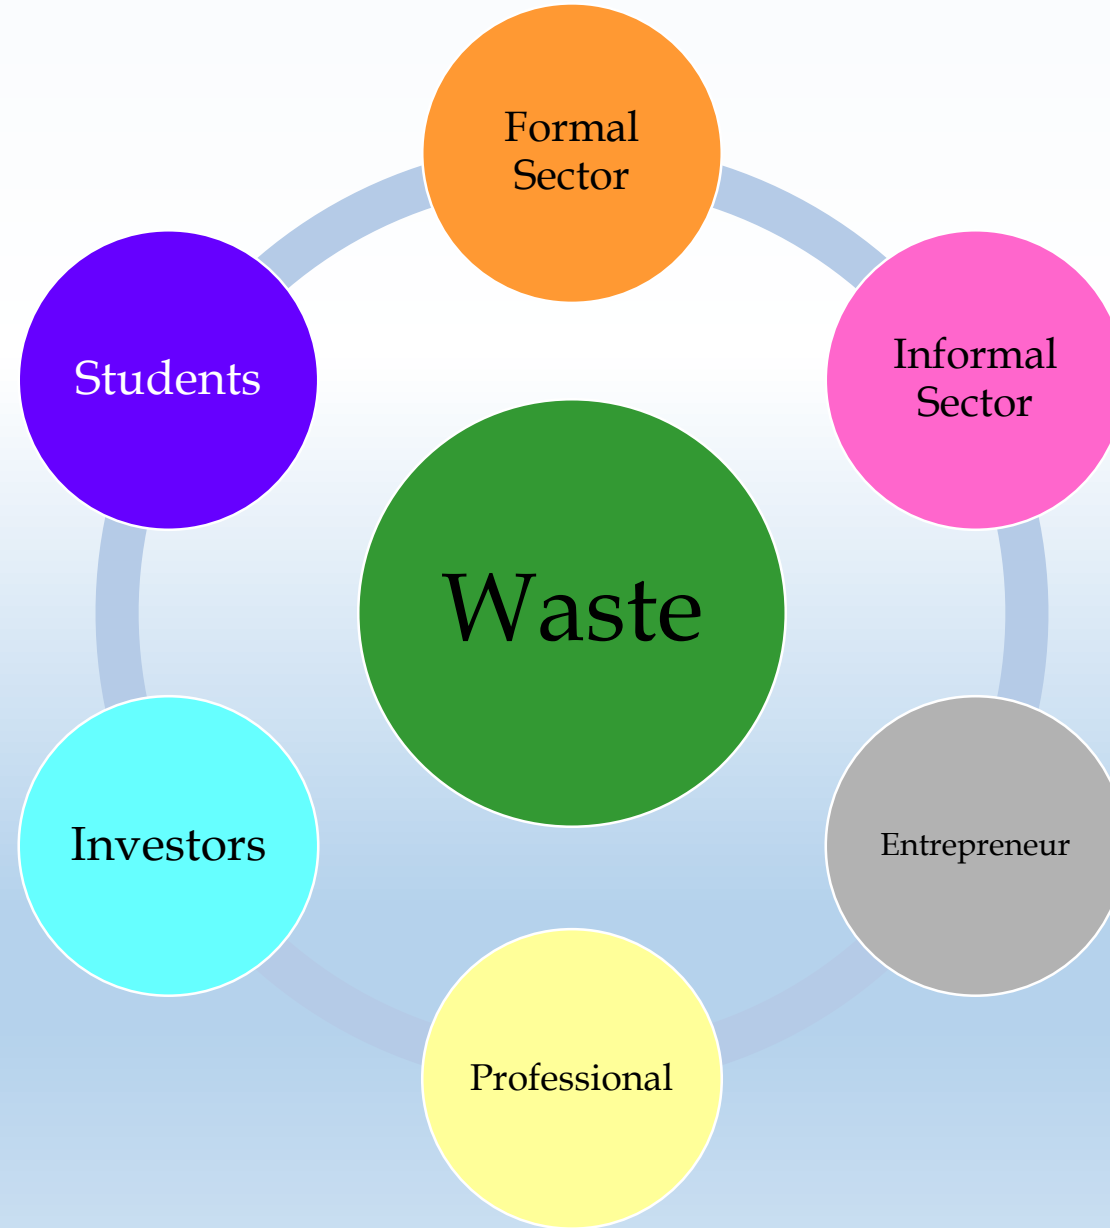 Formal
Sector
Informal
Sector
Students
Waste
Entrepreneur
Investors
Professional